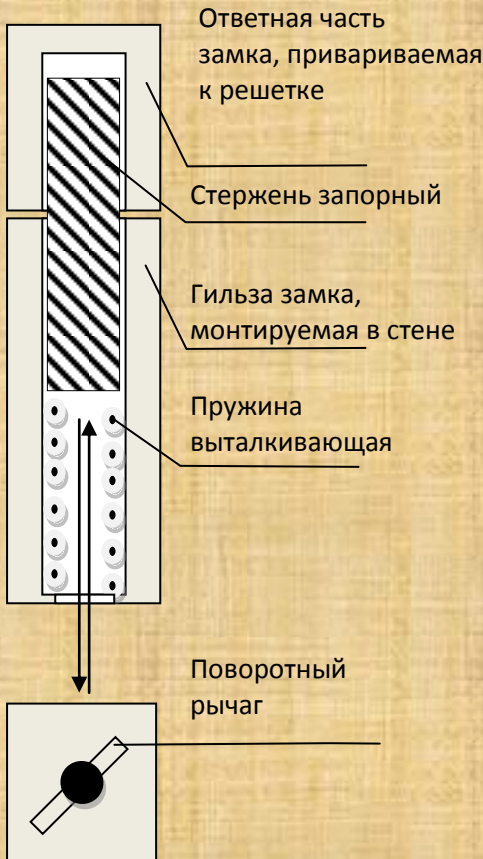 Ответная часть
замка, привариваемая
к решетке
Стержень запорный
Гильза замка,
монтируемая в стене
Пружина
выталкивающая
Поворотный
рычаг